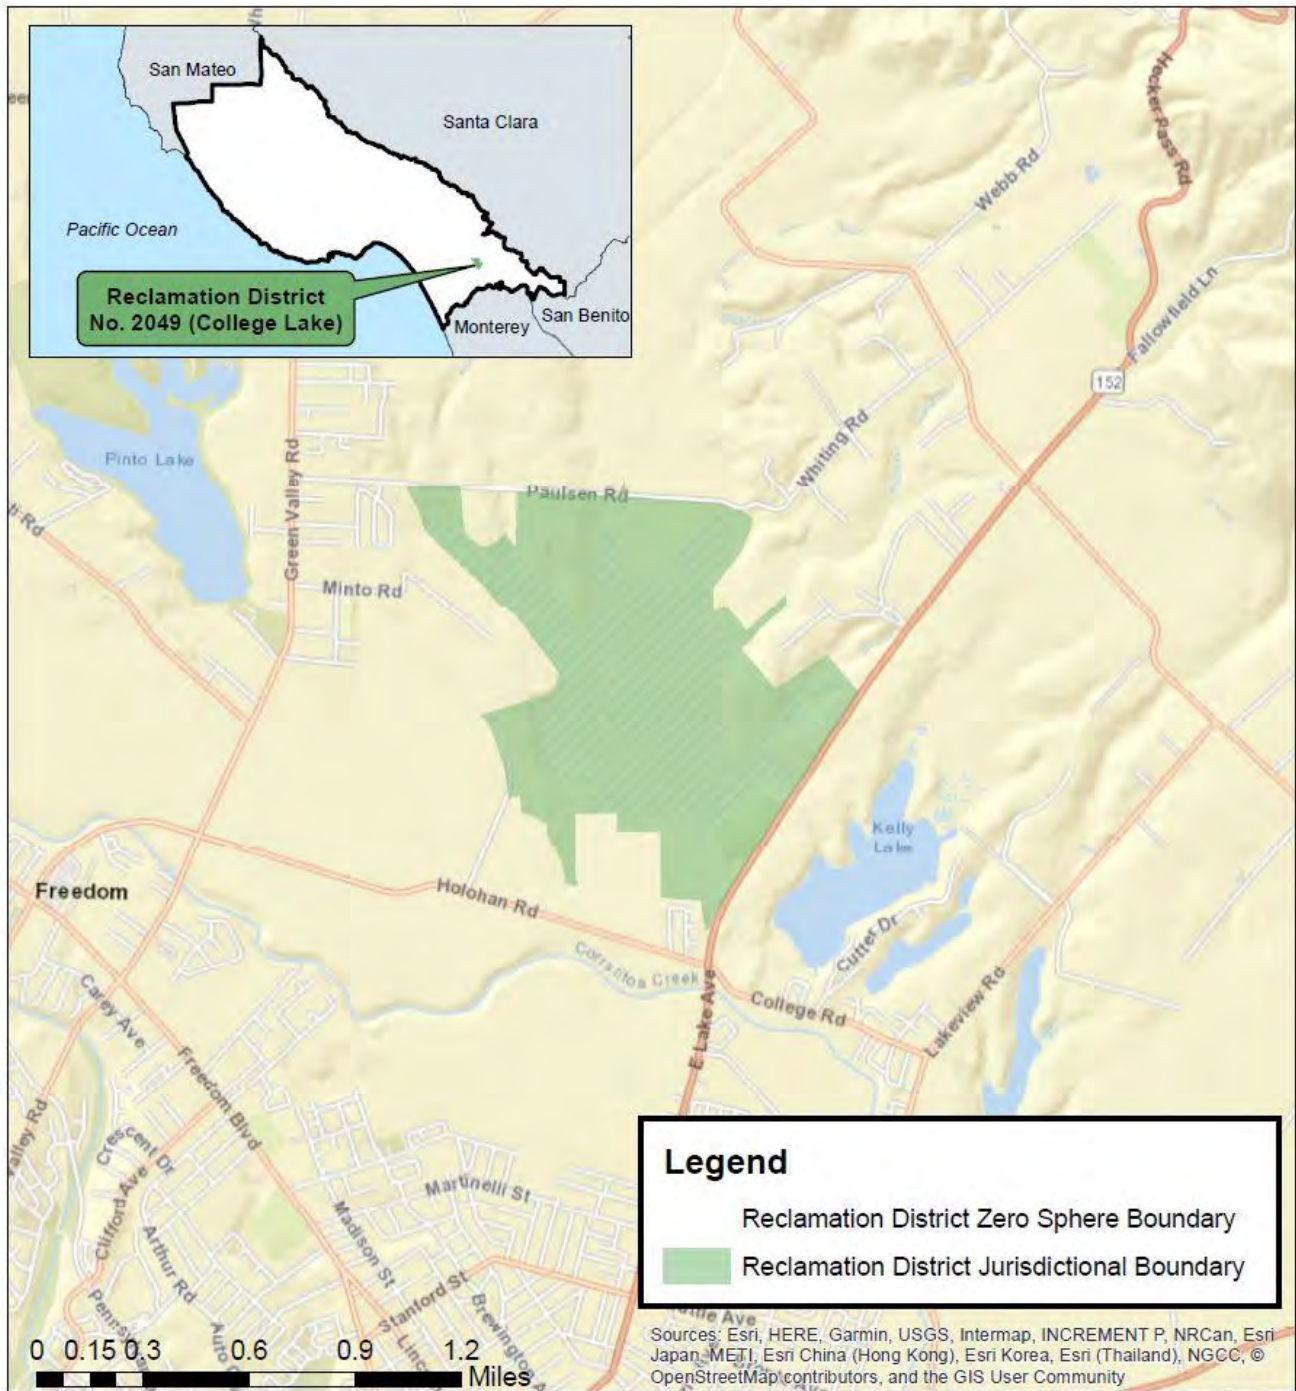 San Mateo
Santa Clara
Pacific Ocean
Reclamation District
No. 2049 (College Lake)
Monterey
San Benito
Hecker Pass Rd
Webb Rd
Fallowfield Ln
152
Pinto Lake
Green Valley Rd
Whiting Rd
Paulsen Rd
Minto Rd
Kelly
Lake
Freedom
Holohan Rd
Cutter Dr
Corralitos Creek
College Rd
Lakeview Rd
E Lake Ave
Carey Ave
Freedom Blvd
Valley Rd
Crescent Dr
Clifford Ave
Martinelli St
Madison St
Arthur Rd
Stanford St
Legend
Reclamation District Zero Sphere Boundary
Reclamation District Jurisdictional Boundary
0 0.15 0.3 0.6 0.9 1.2
Miles
Sources: Esri, HERE, Garmin, USGS, Intermap, INCREMENT P, NRCan, Esri
Japan, METI, Esri China (Hong Kong), Esri Korea, Esri (Thailand), NGCC, ©
OpenStreetMap contributors, and the GIS User Community